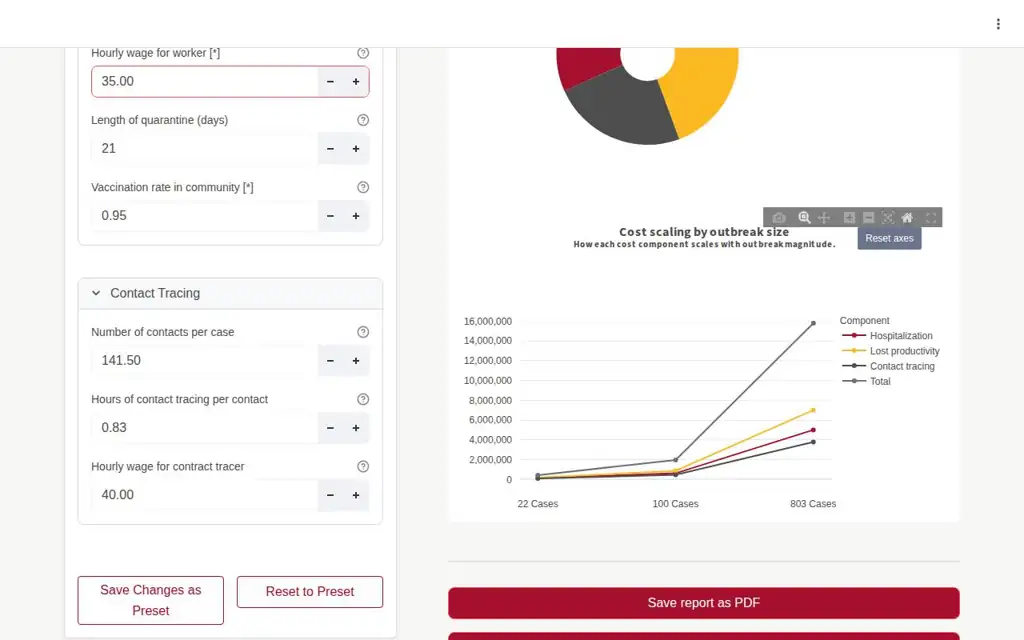 Hourly wage for worker [*]
35.00
Length of quarantine (days)
21
Vaccination rate in community [*]
0.95
Contact Tracing
Number of contacts per case
141.50
Hours of contact tracing per contact
0.83
Hourly wage for contract tracer
40.00
Save Changes as
Preset
Reset to Preset
Cost scaling by outbreak size
How each cost component scales with outbreak magnitude.
Reset axes
16,000,000
14,000,000
12,000,000
10,000,000
8,000,000
6,000,000
4,000,000
2,000,000
0
22 Cases
100 Cases
803 Cases
Component
Hospitalization
Lost productivity
Contact tracing
Total
Save report as PDF